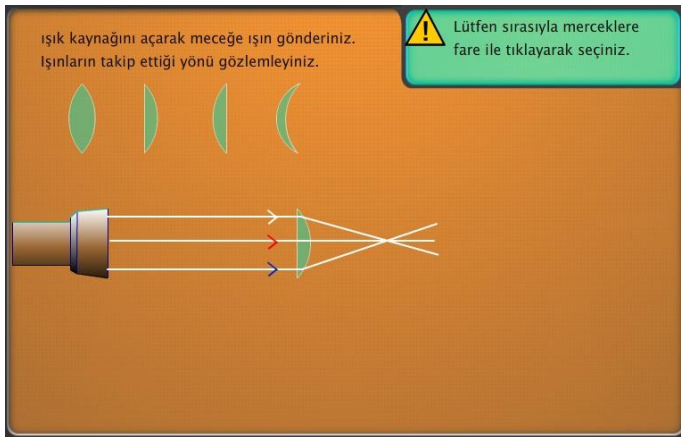 ışık kaynağını açarak meceğe ışın gönderiniz.
Işınların takip ettiği yönü gözlemleyiniz.
Lütfen sırasıyla merceklere
fare ile tıklayarak seçiniz.